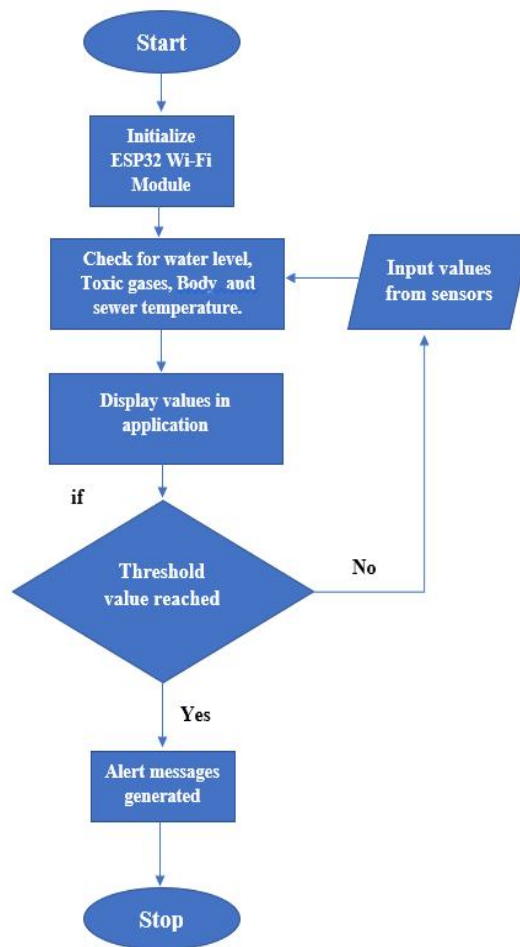 Start
Initialize
ESP32 Wi-Fi
Module
Check for water level,
Toxic gases, Body and
sewer temperature.
Input values
from sensors
Display values in
application
if
Threshold
value reached
No
Yes
Alert messages
generated
Stop